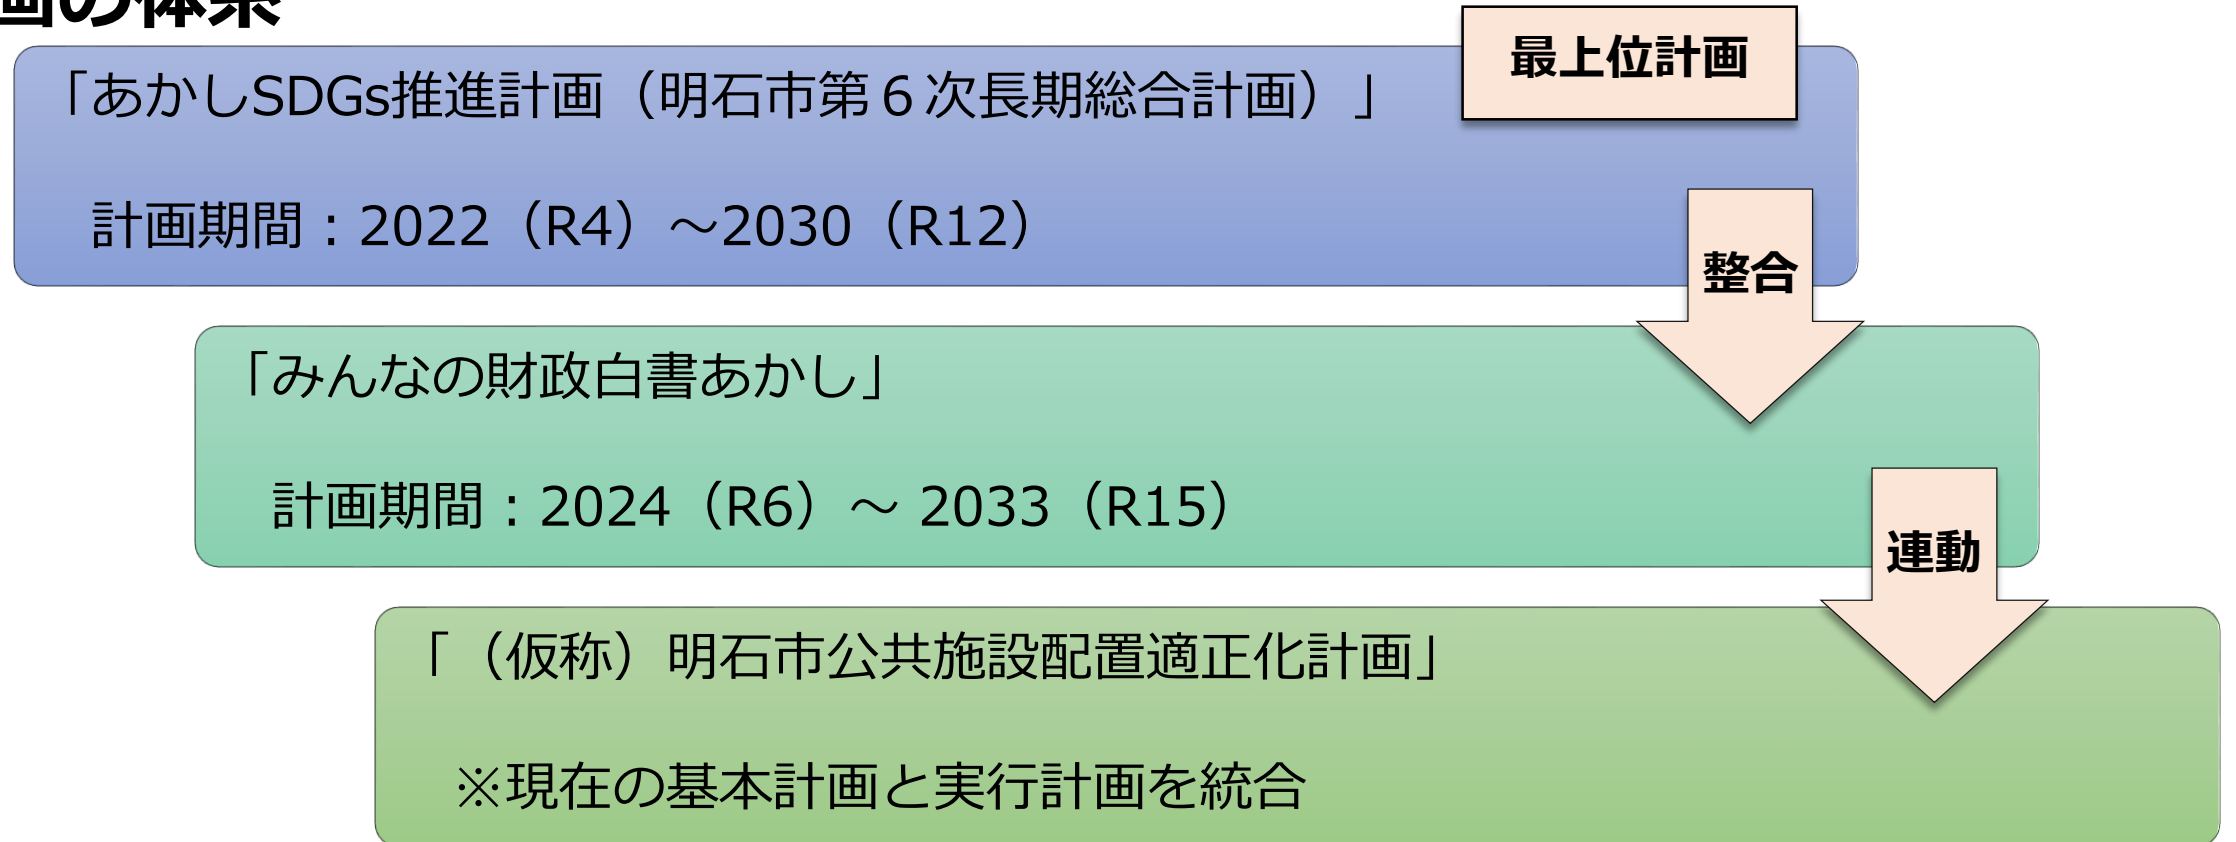 画の体系
最上位計画
「あかしSDGs推進計画（明石市第６次長期総合計画）」
計画期間：2022（R4）～2030（R12）
整合
「みんなの財政白書あかし」
計画期間：2024（R6）～ 2033（R15）
連動
「（仮称）明石市公共施設配置適正化計画」
※現在の基本計画と実行計画を統合